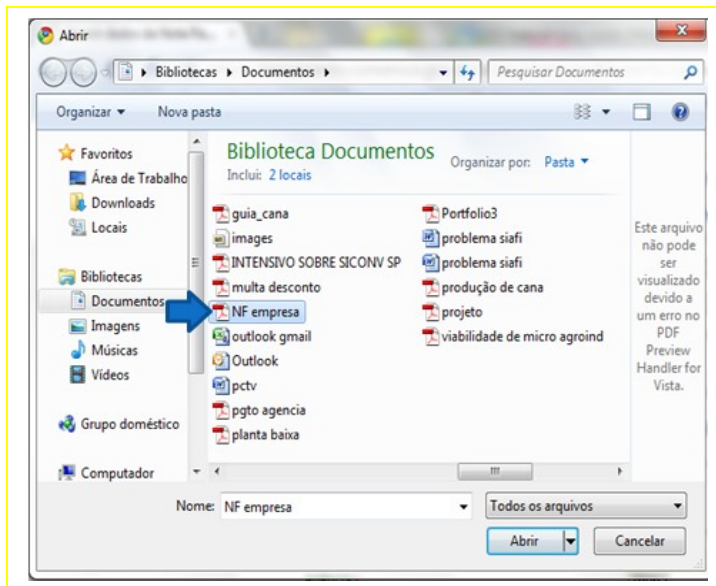 Abrir
Bibliotecas ▸ Documentos ▸
Pesquisar Documentos
Organizar ▾ Nova pasta
Favoritos
Área de Trabalho
Downloads
Locais
Bibliotecas
Documentos
Imagens
Músicas
Vídeos
Grupo doméstico
Computador
Biblioteca Documentos
Inclui: 2 locais
Organizar por: Pasta ▾
guia_cana
images
INTENSIVO SOBRE SICONV SP
multa desconto
NF empresa
outlook gmail
Outlook
pctv
pgto agencia
planta baixa
Portfolio3
problema siafi
problema siafi
produção de cana
projeto
viabilidade de micro agroind
Este arquivo
não pode
ser
visualizado
devido a
um erro no
PDF
Preview
Handler for
Vista.
Nome: NF empresa
Todos os arquivos
Abrir
Cancelar